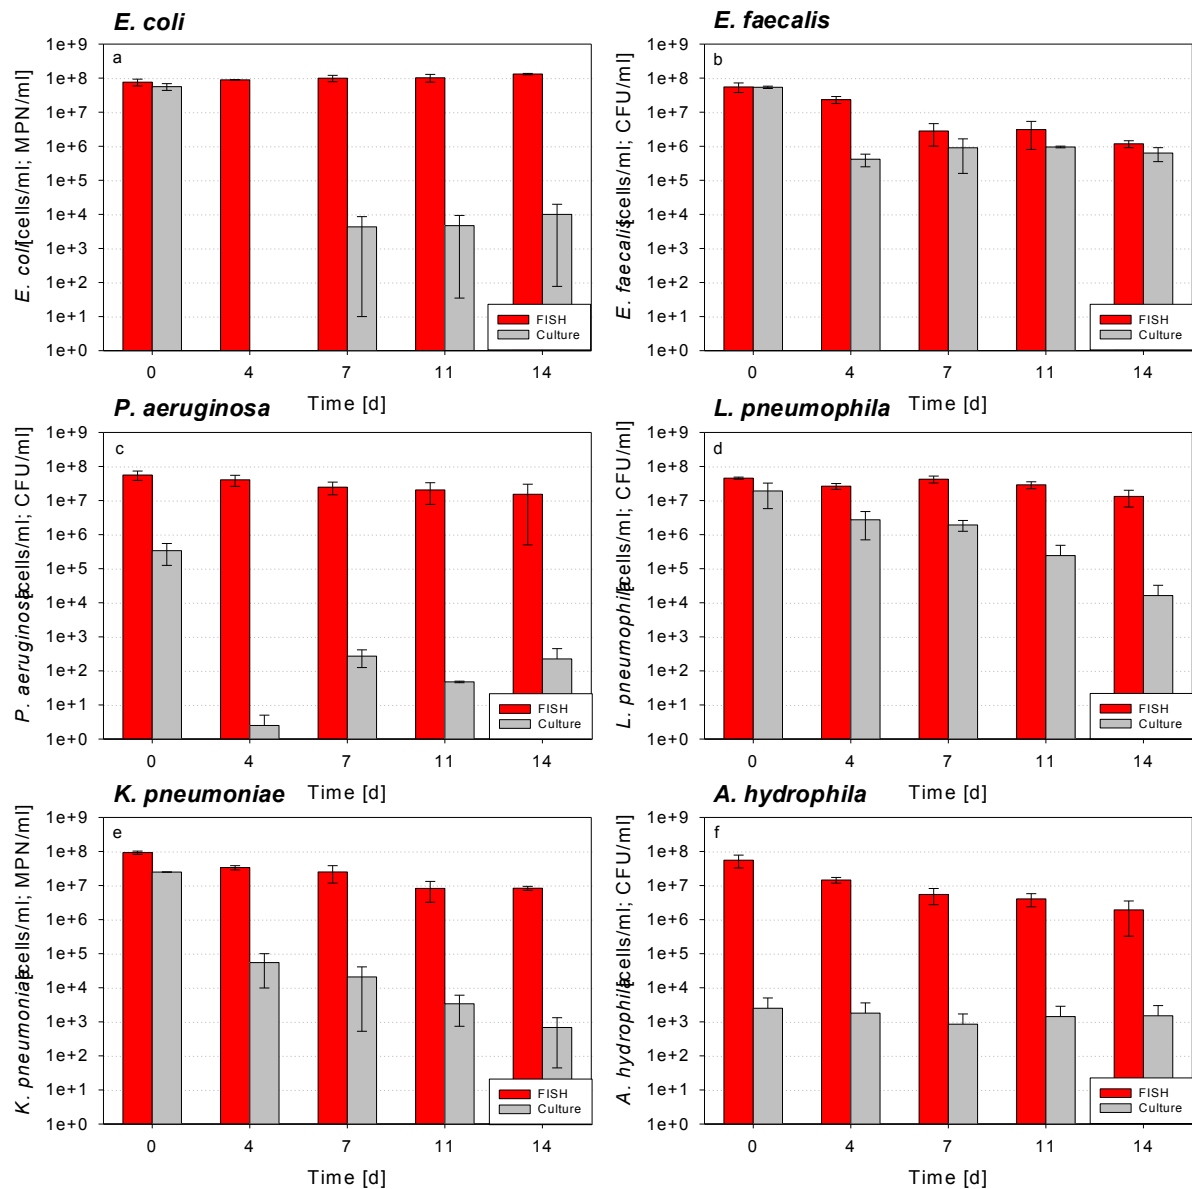 E. coli
a
1e+9
1e+8
1e+7
1e+6
1e+5
1e+4
1e+3
1e+2
1e+1
1e+0
E. coli[cells/ml; MPN/ml]
FISH
Culture
0 4 7 11 14
Time [d]
E. faecalis
b
1e+9
1e+8
1e+7
1e+6
1e+5
1e+4
1e+3
1e+2
1e+1
1e+0
E. faecalis[cells/ml; CFU/ml]
FISH
Culture
0 4 7 11 14
Time [d]
P. aeruginosa
c
1e+9
1e+8
1e+7
1e+6
1e+5
1e+4
1e+3
1e+2
1e+1
1e+0
P. aeruginosa[cells/ml; CFU/ml]
FISH
Culture
0 4 7 11 14
Time [d]
L. pneumophila
d
1e+9
1e+8
1e+7
1e+6
1e+5
1e+4
1e+3
1e+2
1e+1
1e+0
L. pneumophila[cells/ml; CFU/ml]
FISH
Culture
0 4 7 11 14
Time [d]
K. pneumoniae
e
1e+9
1e+8
1e+7
1e+6
1e+5
1e+4
1e+3
1e+2
1e+1
1e+0
K. pneumoniae[cells/ml; MPN/ml]
FISH
Culture
0 4 7 11 14
Time [d]
A. hydrophila
f
1e+9
1e+8
1e+7
1e+6
1e+5
1e+4
1e+3
1e+2
1e+1
1e+0
A. hydrophila[cells/ml; CFU/ml]
FISH
Culture
0 4 7 11 14
Time [d]